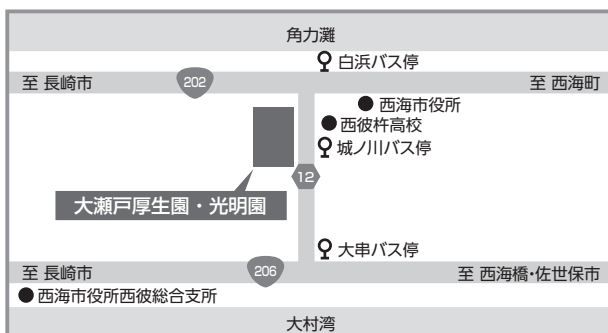 角力灘
白浜バス停
至 長崎市
202
至 西海町
西海市役所
西彼杵高校
城ノ川バス停
12
大瀬戸厚生園・光明園
大串バス停
至 長崎市
206
至 西海橋・佐世保市
西海市役所西彼総合支所
大村湾